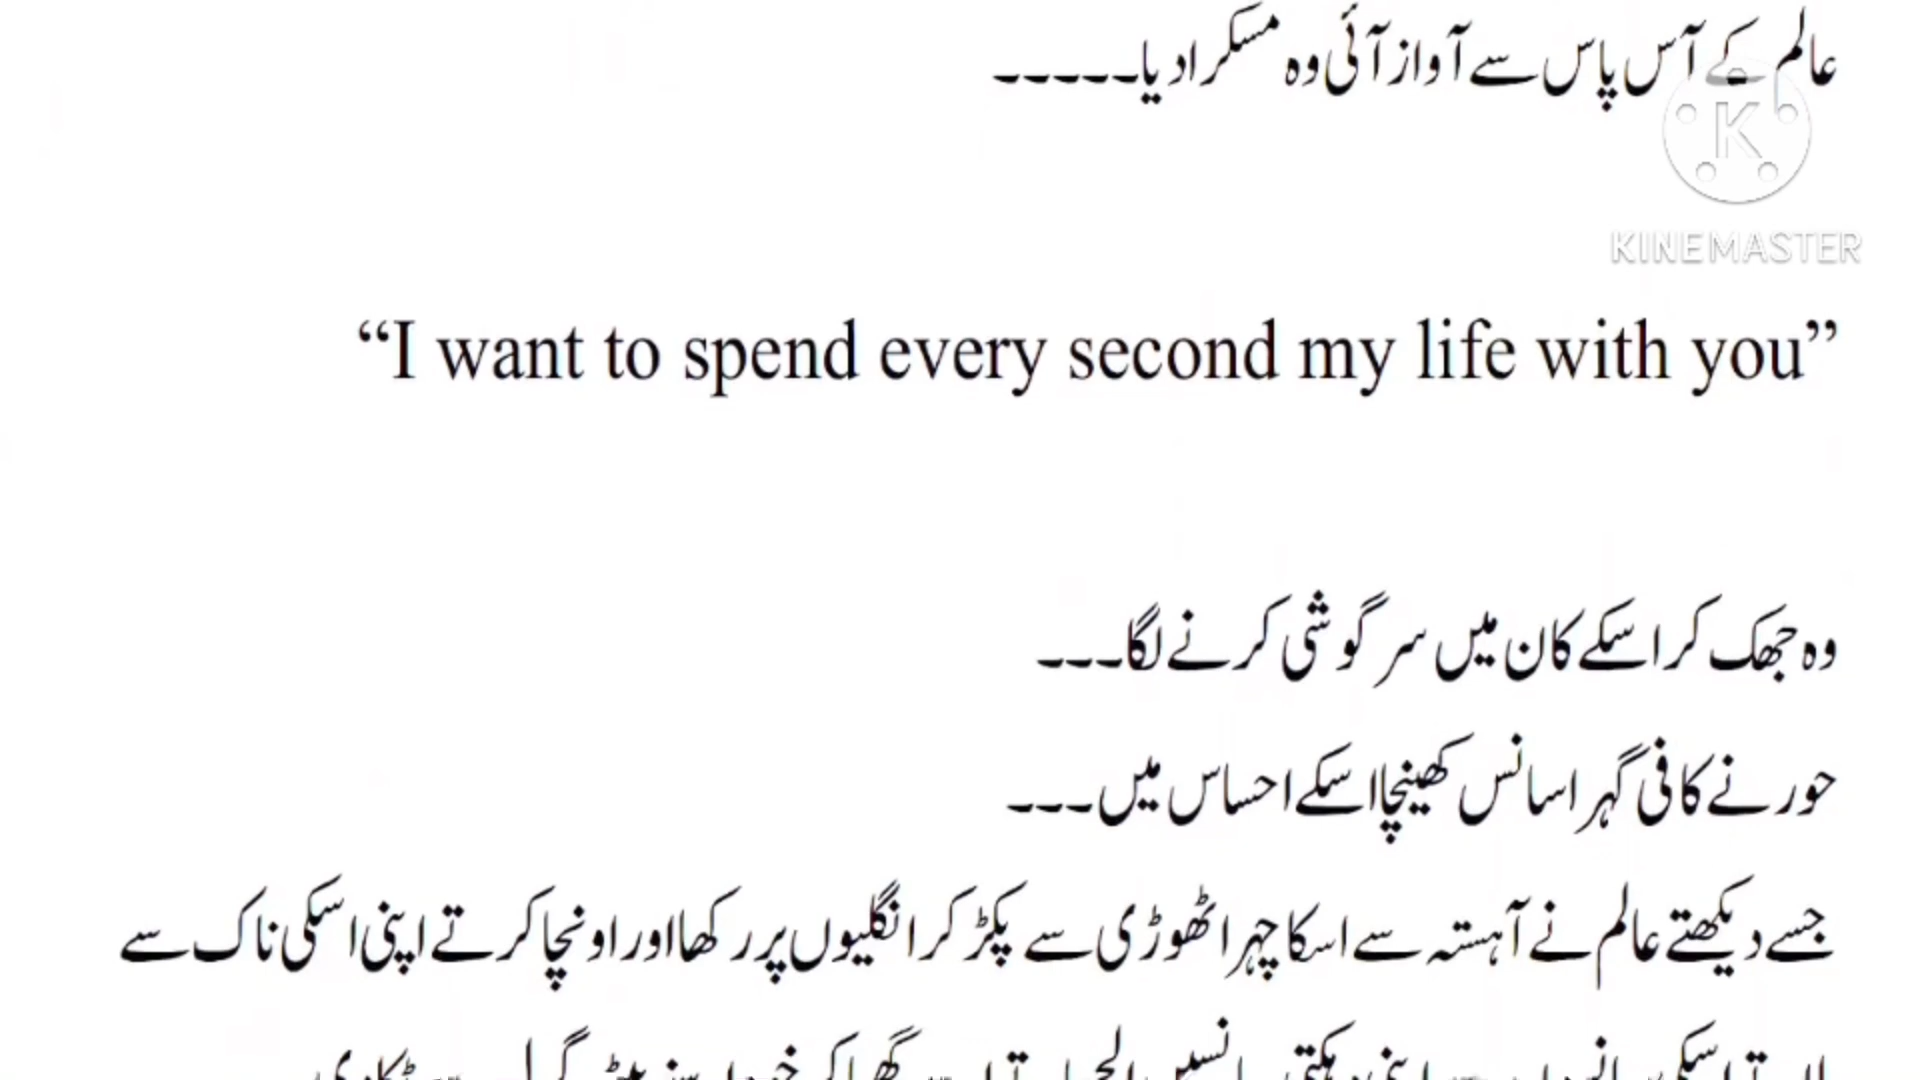 عالم کے آس پاس سے آواز آئی وہ مسکرا دیا-----
KINEMASTER
“I want to spend every second my life with you”
وہ جھک کر اسکے کان میں سرگوشی کرنے لگا---
حور نے کافی گہرا سانس کھینچا اسکے احساس میں---
جسے دیکھتے عالم نے آہستہ سے اسکا چہرا ٹھوڑی سے پکڑ کر انگلیوں پر رکھا اور اونچا کرتے اپنی اسکی ناک سے